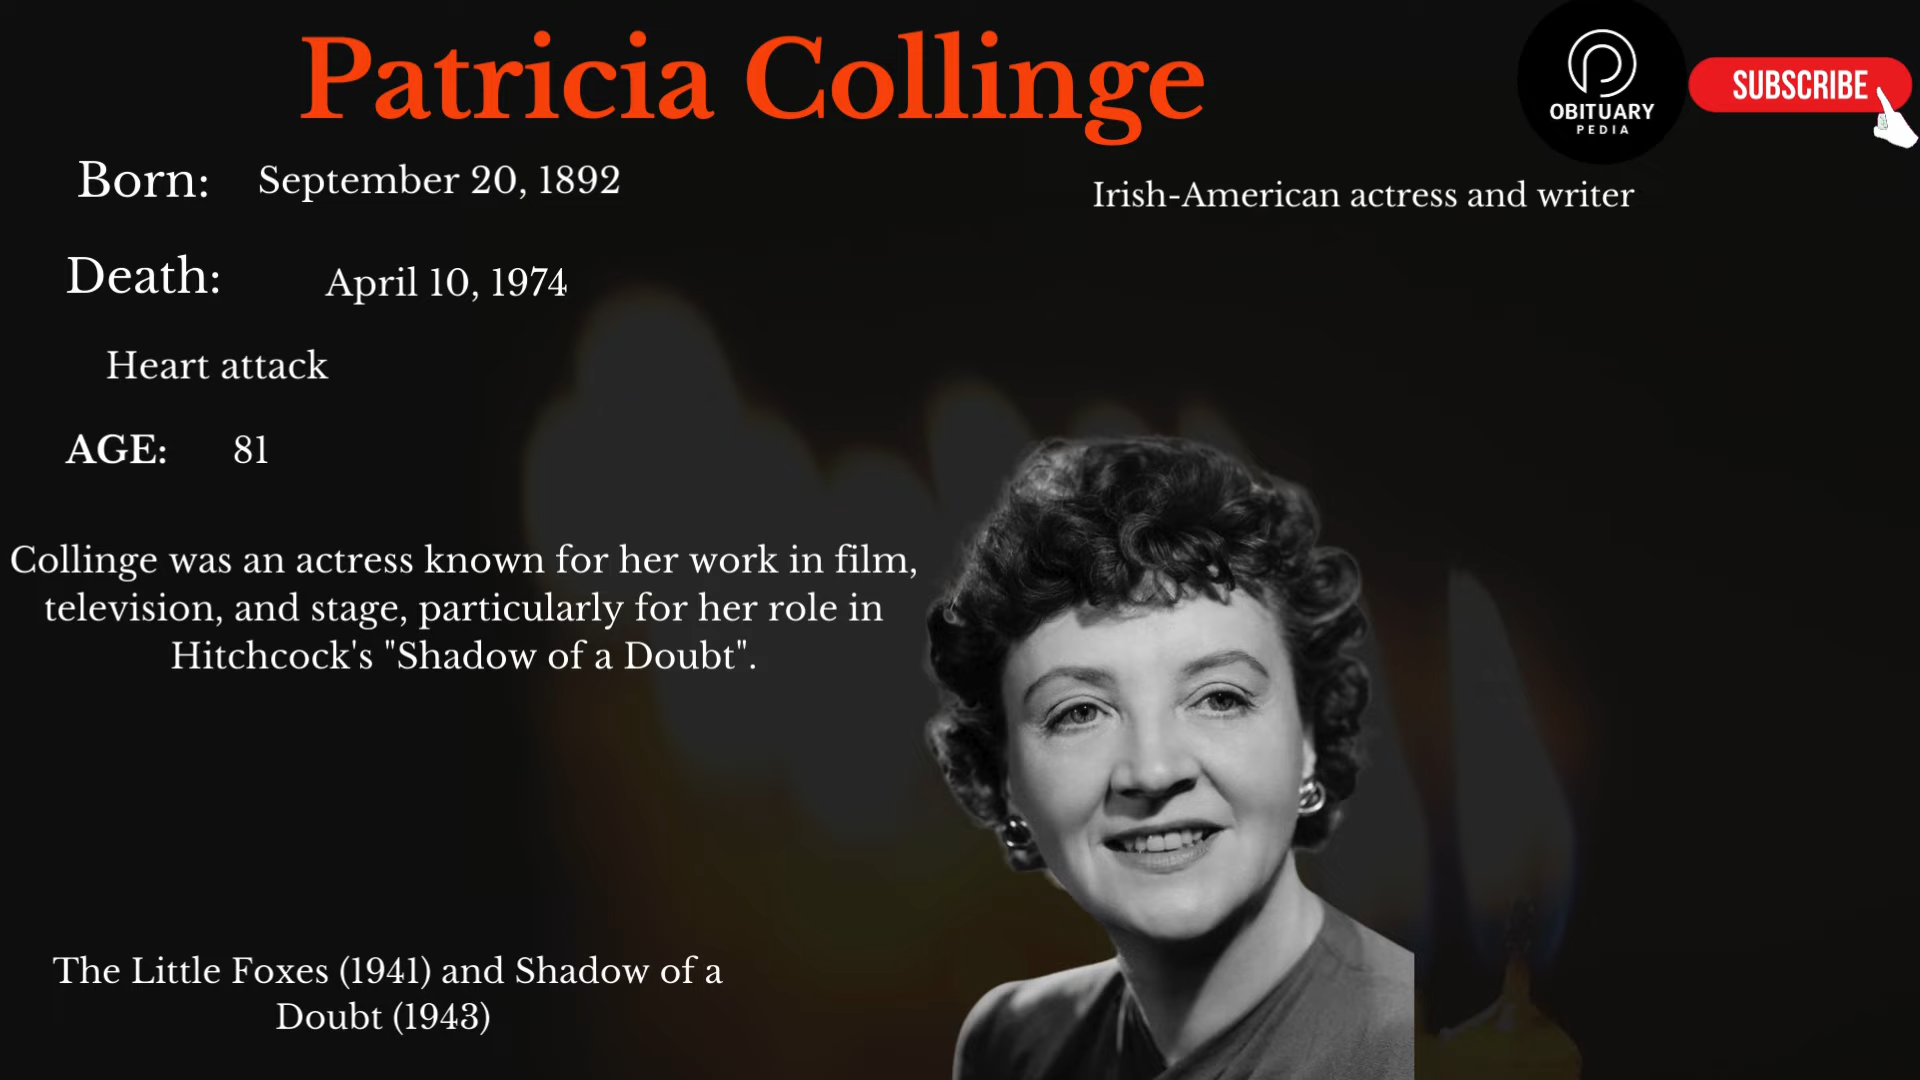 Patricia Collinge
OBITUARY
PEDIA
SUBSCRIBE
Born: September 20, 1892
Irish-American actress and writer
Death: April 10, 1974
Heart attack
AGE: 81
Collinge was an actress known for her work in film,
television, and stage, particularly for her role in
Hitchcock's "Shadow of a Doubt".
The Little Foxes (1941) and Shadow of a
Doubt (1943)